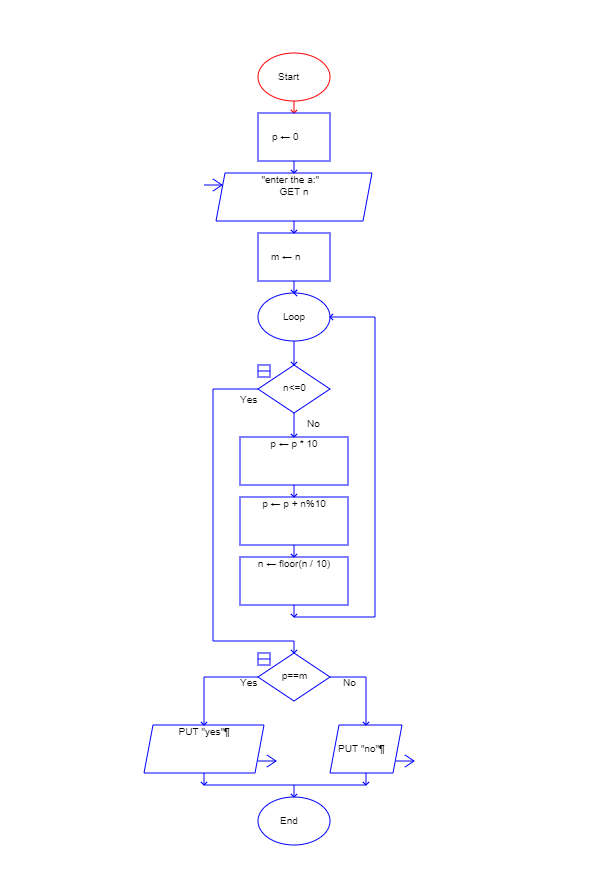 Start
p ← 0
"enter the a:"
GET n
m ← n
Loop
n<=0
Yes
No
p ← p * 10
p ← p + n%10
n ← floor(n / 10)
p==m
Yes
No
PUT "yes"¶
PUT "no"¶
End